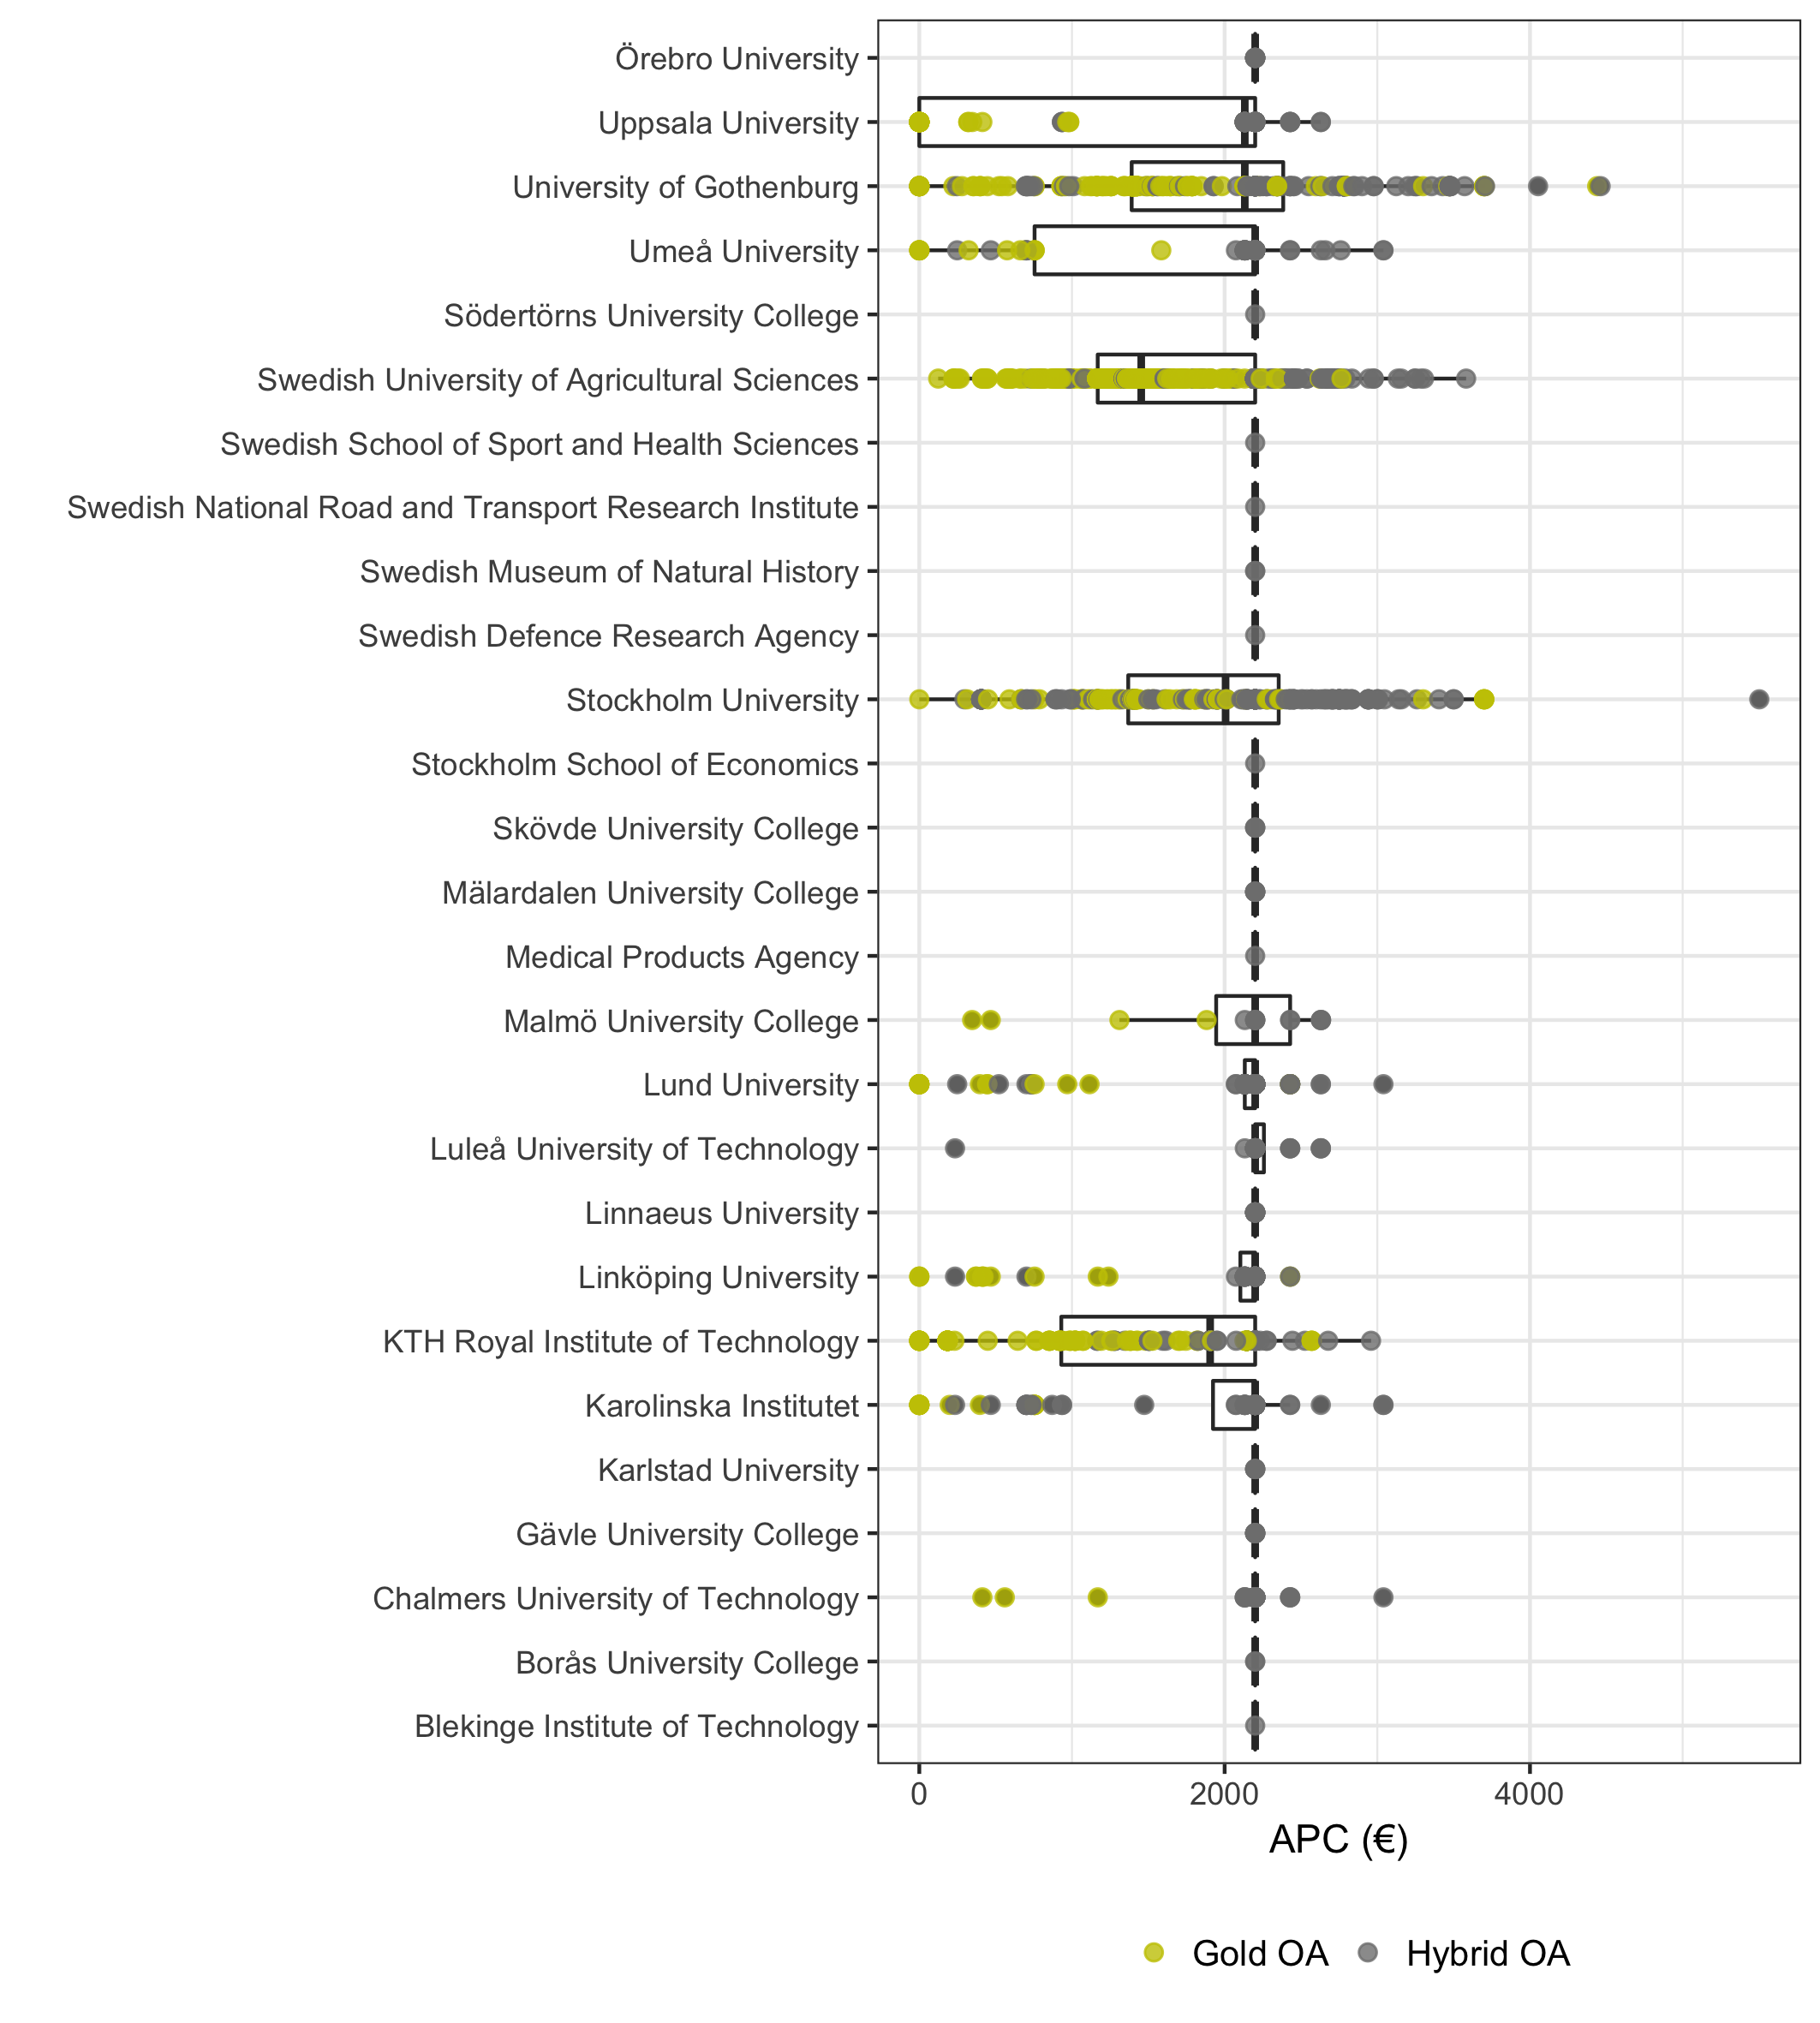 Örebro University
Uppsala University
University of Gothenburg
Umeå University
Södertörns University College
Swedish University of Agricultural Sciences
Swedish School of Sport and Health Sciences
Swedish National Road and Transport Research Institute
Swedish Museum of Natural History
Swedish Defence Research Agency
Stockholm University
Stockholm School of Economics
Skövde University College
Mälardalen University College
Medical Products Agency
Malmö University College
Lund University
Luleå University of Technology
Linnaeus University
Linköping University
KTH Royal Institute of Technology
Karolinska Institutet
Karlstad University
Gävle University College
Chalmers University of Technology
Borås University College
Blekinge Institute of Technology
0 2000 4000
APC (€)
Gold OA Hybrid OA